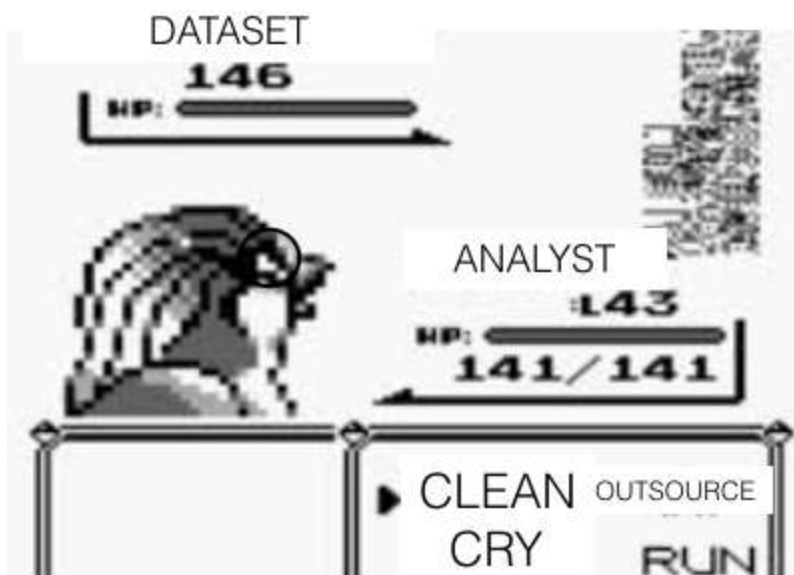 DATASET
146
HP:
ANALYST
:L43
HP:
141/141
CLEAN OUTSOURCE
CRY RUN